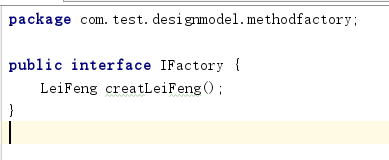 package com.test.designmodel.methodfactory;
public interface IFactory {
LeiFeng creatLeiFeng();
}